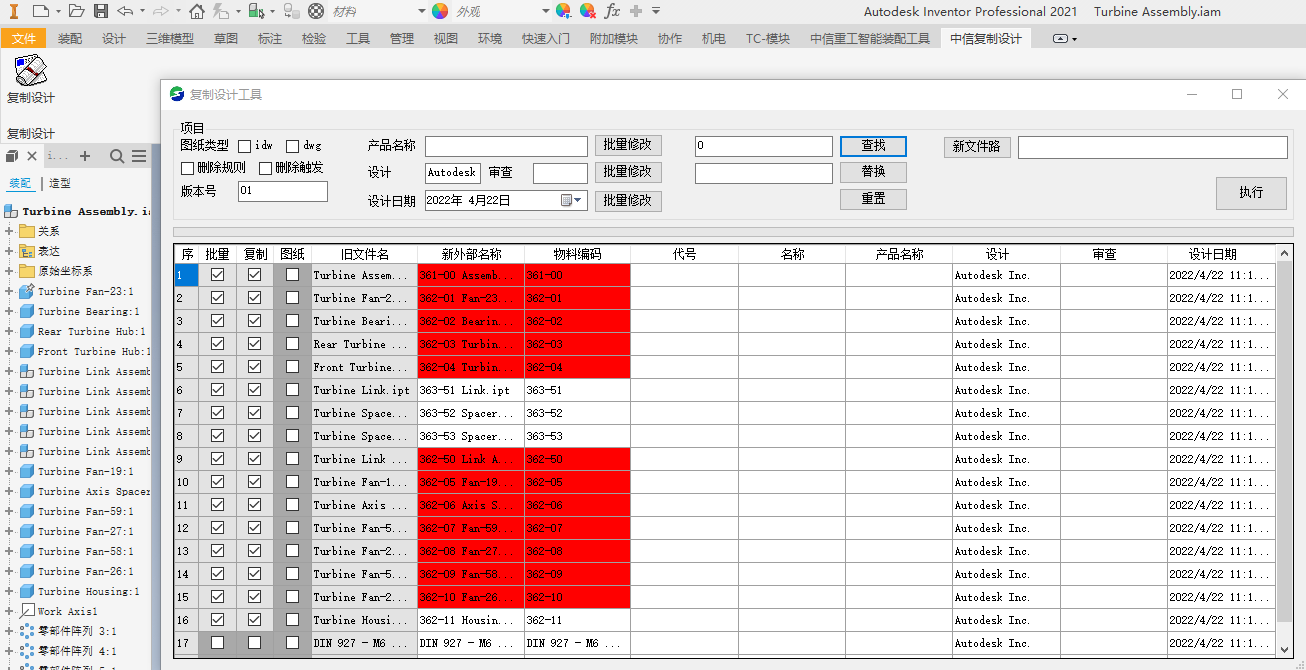 材料 外观 fx Autodesk Inventor Professional 2021 Turbine Assembly.iam
文件 装配 设计 三维模型 草图 标注 检验 工具 管理 视图 环境 快速入门 附加模块 协作 机电 TC-模块 中信重工智能装配工具 中信复制设计
复制设计
复制设计
i...
装配 造型
Turbine Assembly.ia
关系
表达
原始坐标系
Turbine Fan-23:1
Turbine Bearing:1
Rear Turbine Hub:1
Front Turbine Hub:1
Turbine Link Assemb
Turbine Link Assemb
Turbine Link Assemb
Turbine Link Assemb
Turbine Link Assemb
Turbine Fan-19:1
Turbine Axis Spacer
Turbine Fan-59:1
Turbine Fan-27:1
Turbine Fan-58:1
Turbine Fan-26:1
Turbine Housing:1
Work Axis1
零部件阵列 3:1
零部件阵列 4:1
零部件阵列 5:1
复制设计工具
项目
图纸类型 idw dwg 产品名称 批量修改 0 查找 新文件路
删除规则 删除触发 设计 Autodesk 审查 批量修改 替换
版本号 01 设计日期 2022年 4月22日 批量修改 重置 执行
序 批量 复制 图纸 旧文件名 新外部名称 物料编码 代号 名称 产品名称 设计 审查 设计日期
1 Turbine Assem... 361-00 Assemb... 361-00 Autodesk Inc. 2022/4/22 11:1...
2 Turbine Fan-2... 362-01 Fan-23... 362-01 Autodesk Inc. 2022/4/22 11:1...
3 Turbine Beari... 362-02 Bearin... 362-02 Autodesk Inc. 2022/4/22 11:1...
4 Rear Turbine ... 362-03 Turbin... 362-03 Autodesk Inc. 2022/4/22 11:1...
5 Front Turbine... 362-04 Turbin... 362-04 Autodesk Inc. 2022/4/22 11:1...
6 Turbine Link.ipt 363-51 Link.ipt 363-51 Autodesk Inc. 2022/4/22 11:1...
7 Turbine Space... 363-52 Spacer... 363-52 Autodesk Inc. 2022/4/22 11:1...
8 Turbine Space... 363-53 Spacer... 363-53 Autodesk Inc. 2022/4/22 11:1...
9 Turbine Link ... 362-50 Link A... 362-50 Autodesk Inc. 2022/4/22 11:1...
10 Turbine Fan-1... 362-05 Fan-19... 362-05 Autodesk Inc. 2022/4/22 11:1...
11 Turbine Axis ... 362-06 Axis S... 362-06 Autodesk Inc. 2022/4/22 11:1...
12 Turbine Fan-5... 362-07 Fan-59... 362-07 Autodesk Inc. 2022/4/22 11:1...
13 Turbine Fan-2... 362-08 Fan-27... 362-08 Autodesk Inc. 2022/4/22 11:1...
14 Turbine Fan-5... 362-09 Fan-58... 362-09 Autodesk Inc. 2022/4/22 11:1...
15 Turbine Fan-2... 362-10 Fan-26... 362-10 Autodesk Inc. 2022/4/22 11:1...
16 Turbine Housi... 362-11 Housin... 362-11 Autodesk Inc. 2022/4/22 11:1...
17 DIN 927 - M6 ... DIN 927 - M6 ... DIN 927 - M6 ... Autodesk Inc. 2022/4/22 11:1...